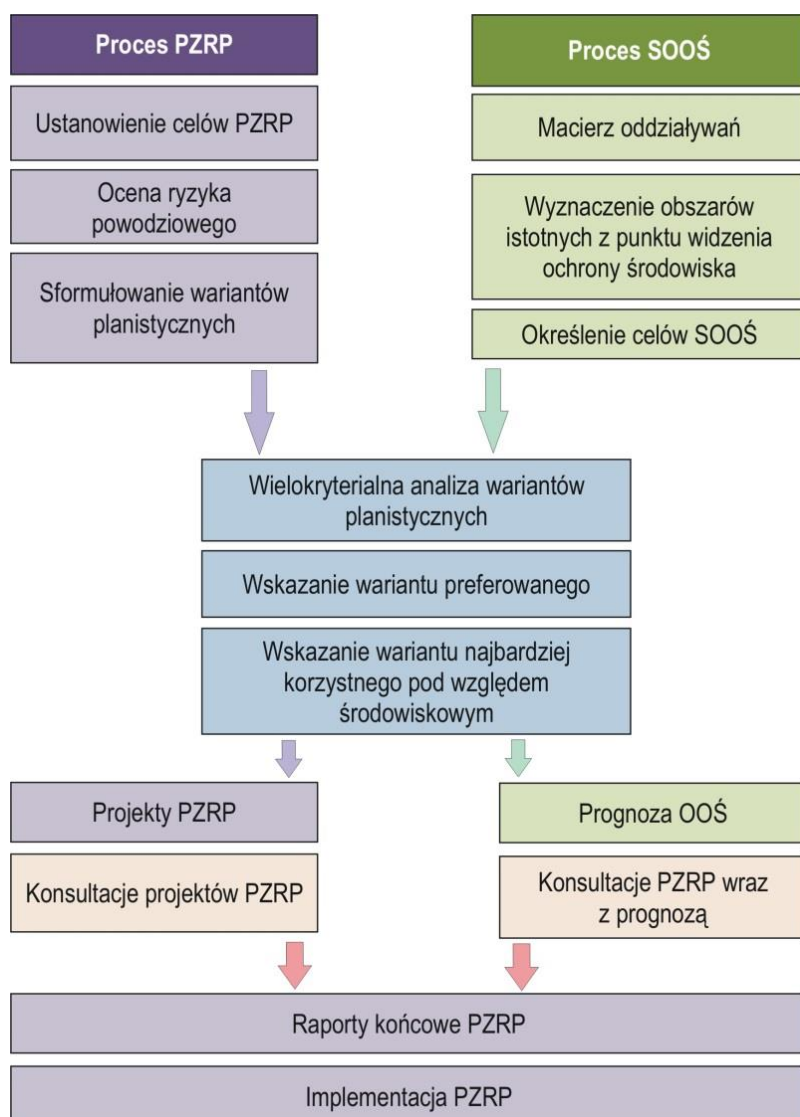 Proces PZRP
Ustanowienie celów PZRP
Ocena ryzyka
powodziowego
Sformułowanie wariantów
planistycznych
Proces SOOŚ
Macierz oddziaływań
Wyznaczenie obszarów
istotnych z punktu widzenia
ochrony środowiska
Określenie celów SOOŚ
Wielokryterialna analiza wariantów
planistycznych
Wskazanie wariantu preferowanego
Wskazanie wariantu najbardziej
korzystnego pod względem
środowiskowym
Projekty PZRP
Konsultacje projektów PZRP
Prognoza OOŚ
Konsultacje PZRP wraz
z prognozą
Raporty końcowe PZRP
Implementacja PZRP